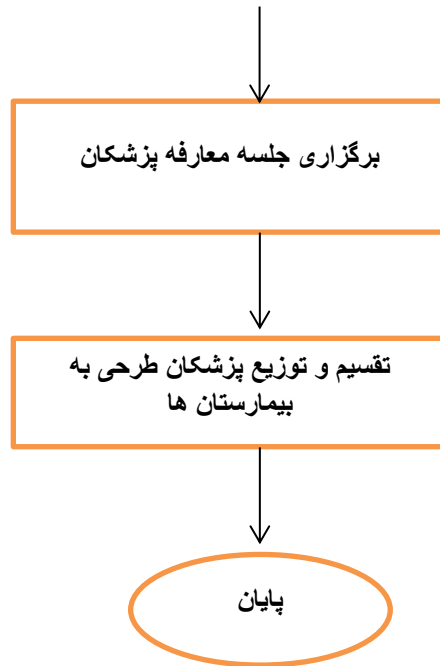 برگزاری جلسه معارفه پزشکان
تقسیم و توزیع پزشکان طرحی به
بیمارستان ها
پایان